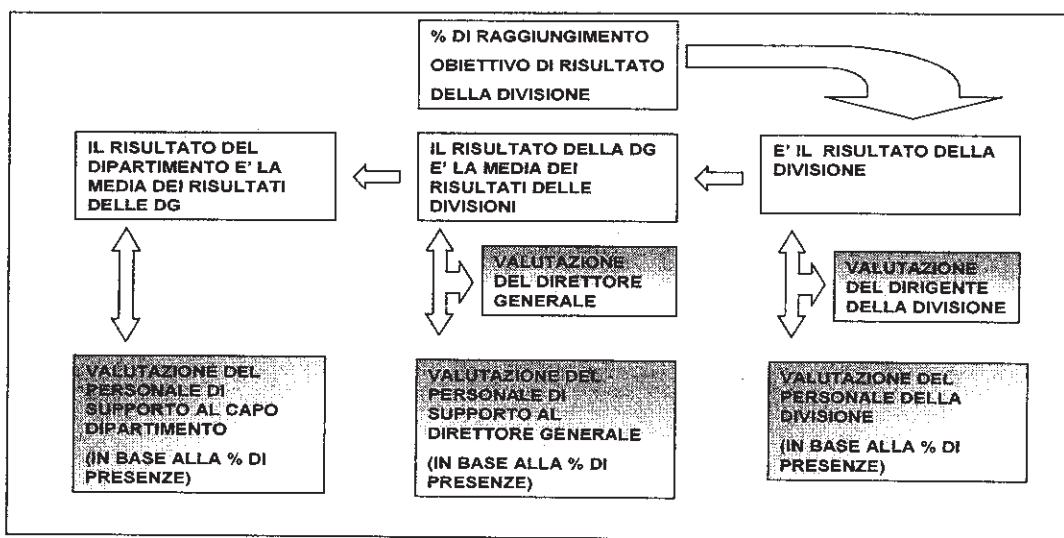 % DI RAGGIUNGIMENTO
OBIETTIVO DI RISULTATO
DELLA DIVISIONE
IL RISULTATO DEL
DIPARTIMENTO E' LA
MEDIA DEI RISULTATI
DELLE DG
IL RISULTATO DELLA DG
E' LA MEDIA DEI
RISULTATI DELLE
DIVISIONI
E' IL RISULTATO DELLA
DIVISIONE
VALUTAZIONE
DEL DIRETTORE
GENERALE
VALUTAZIONE
DEL DIRIGENTE
DELLA DIVISIONE
VALUTAZIONE DEL
PERSONALE DI
SUPPORTO AL CAPO
DIPARTIMENTO
(IN BASE ALLA % DI
PRESENZE)
VALUTAZIONE DEL
PERSONALE DI
SUPPORTO AL
DIRETTORE GENERALE
(IN BASE ALLA % DI
PRESENZE)
VALUTAZIONE DEL
PERSONALE DELLA
DIVISIONE
(IN BASE ALLA % DI
PRESENZE)